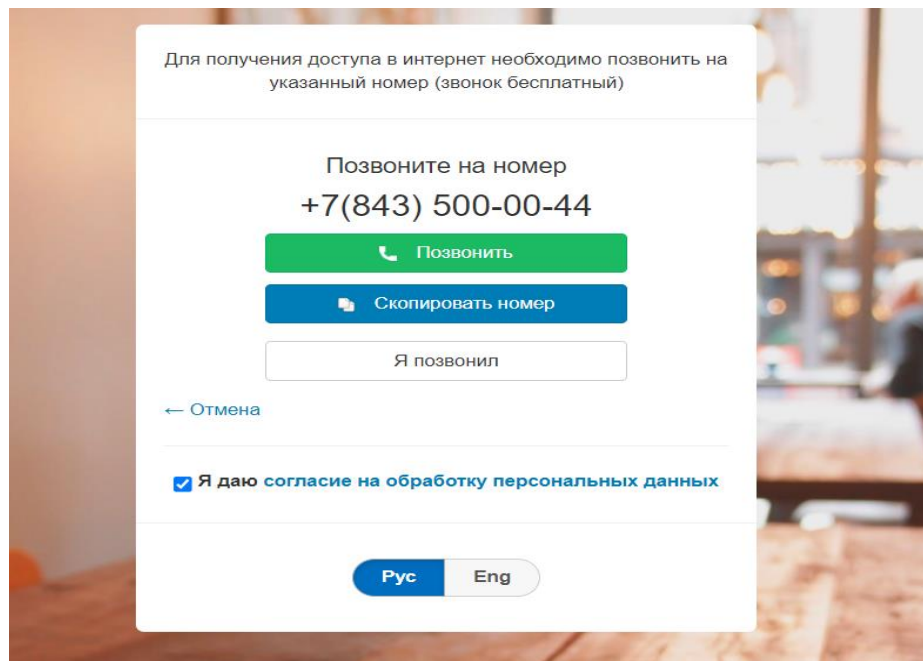 Для получения доступа в интернет необходимо позвонить на
указанный номер (звонок бесплатный)
Позвоните на номер
+7(843) 500-00-44
Позвонить
Скопировать номер
Я позвонил
← Отмена
Я даю согласие на обработку персональных данных
Рус Eng